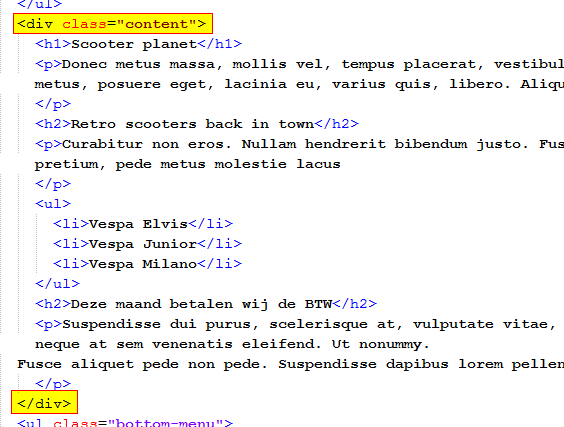 </ul>
<div class="content">
<h1>Scooter planet</h1>
<p>Donec metus massa, mollis vel, tempus placerat, vestibul
metus, posuere eget, lacinia eu, varius quis, libero. Aliqu
</p>
<h2>Retro scooters back in town</h2>
<p>Curabitur non eros. Nullam hendrerit bibendum justo. Fus
pretium, pede metus molestie lacus
</p>
<ul>
<li>Vespa Elvis</li>
<li>Vespa Junior</li>
<li>Vespa Milano</li>
</ul>
<h2>Deze maand betalen wij de BTW</h2>
<p>Suspendisse dui purus, scelerisque at, vulputate vitae,
neque at sem venenatis eleifend. Ut nonummy.
Fusce aliquet pede non pede. Suspendisse dapibus lorem pellen
</p>
</div>
<ul class="bottom-menu">